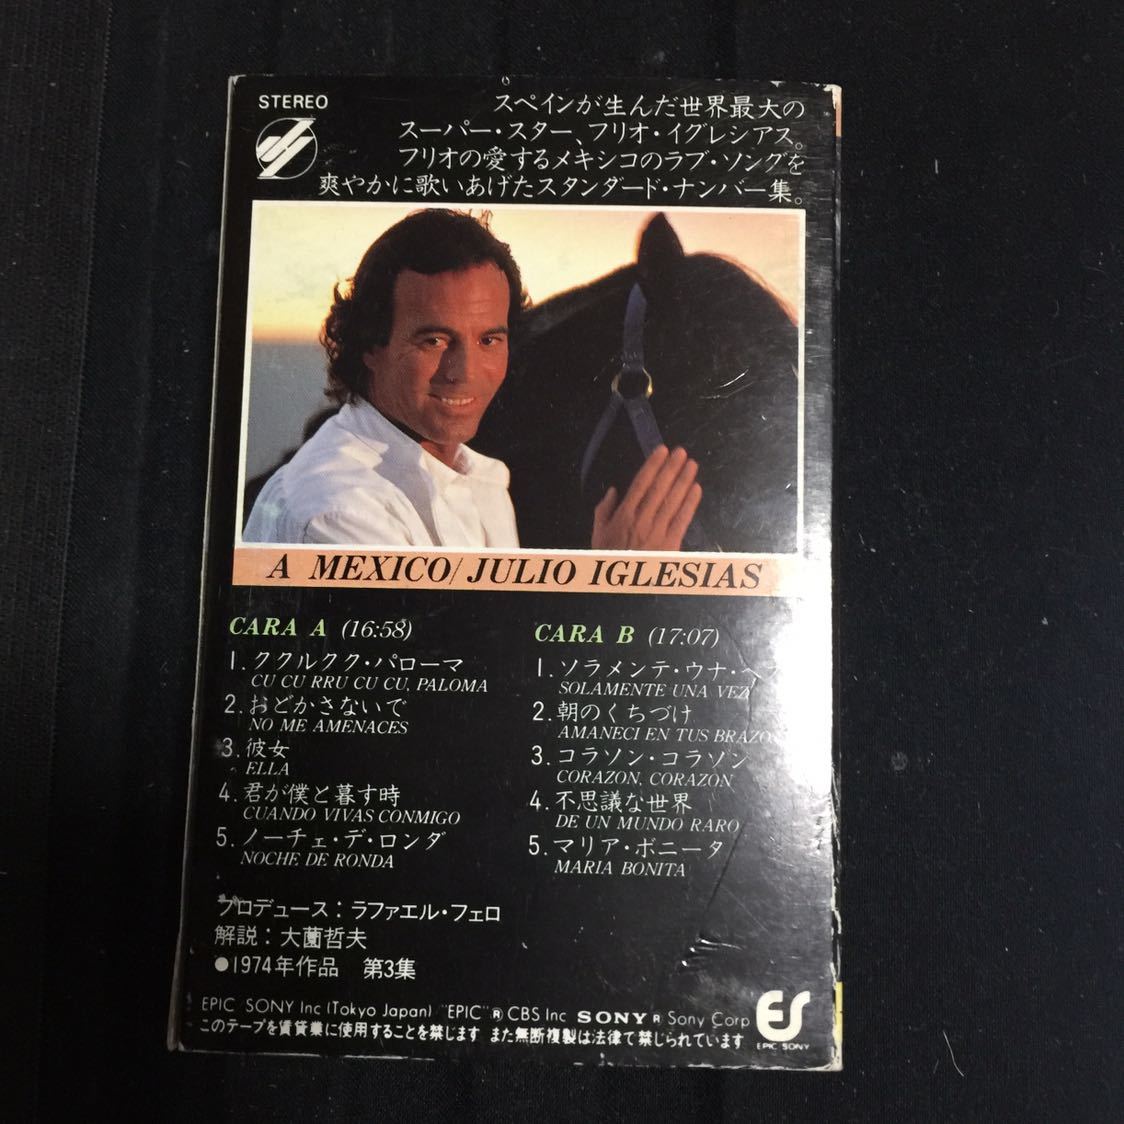 STEREO
スペインが生んだ世界最大の
スーパー・スター、フリオ・イグレシアス。
フリオの愛するメキシコのラブ・ソングを
爽やかに歌いあげたスタンダード・ナンバー集。
A MEXICO/JULIO IGLESIAS
CARA A (16:58)
1. ククルクク・パローマ
CU CU RRU CU CU, PALOMA
2. おどかさないで
NO ME AMENACES
3. 彼女
ELLA
4. 君が僕と暮す時
CUANDO VIVAS CONMIGO
5. ノーチェ・デ・ロンダ
NOCHE DE RONDA
CARA B (17:07)
1. ソラメンテ・ウナ・ベラ
SOLAMENTE UNA VEZ
2. 朝のくちづけ
AMANECI EN TUS BRAZO
3. コラソン・コラソン
CORAZON, CORAZON
4. 不思議な世界
DE UN MUNDO RARO
5. マリア・ボニータ
MARIA BONITA
プロデュース：ラファエル・フェロ
解説：大薗哲夫
●1974年作品 第3集
EPIC SONY Inc (Tokyo Japan) "EPIC" ® CBS Inc SONY ® Sony Corp
このテープを賃貸業に使用することを禁じます また無断複製は法律で禁じられています
ES
EPIC SONY